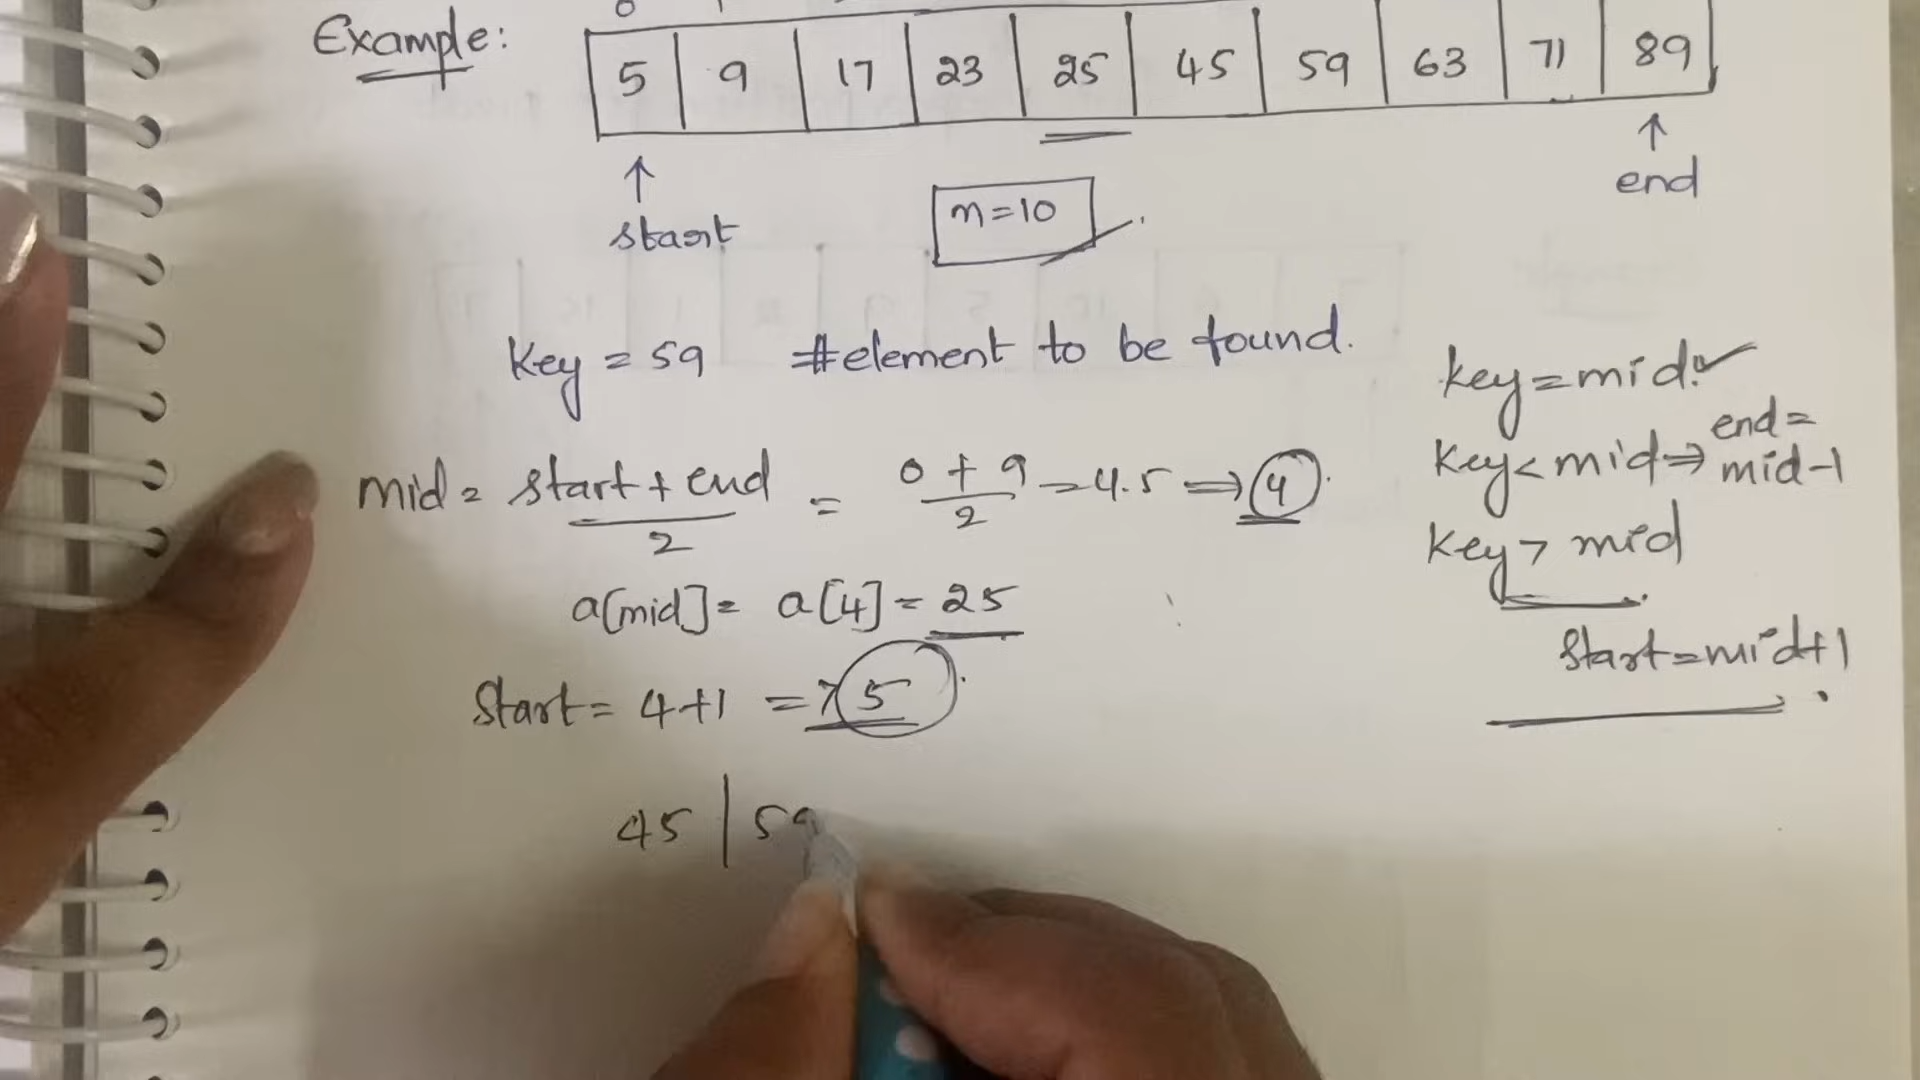 0
Example: 5 9 17 23 25 45 59 63 71 89
↑ start
↑ end
n=10
Key = 59 #element to be found.
mid = start + end / 2 = 0 + 9 / 2 = 4.5 ⇒ 4
a[mid] = a[4] = 25
Start = 4+1 => 5
45 | 59
key = mid ✓
key < mid ⇒ end = mid-1
key > mid
Start = mid+1